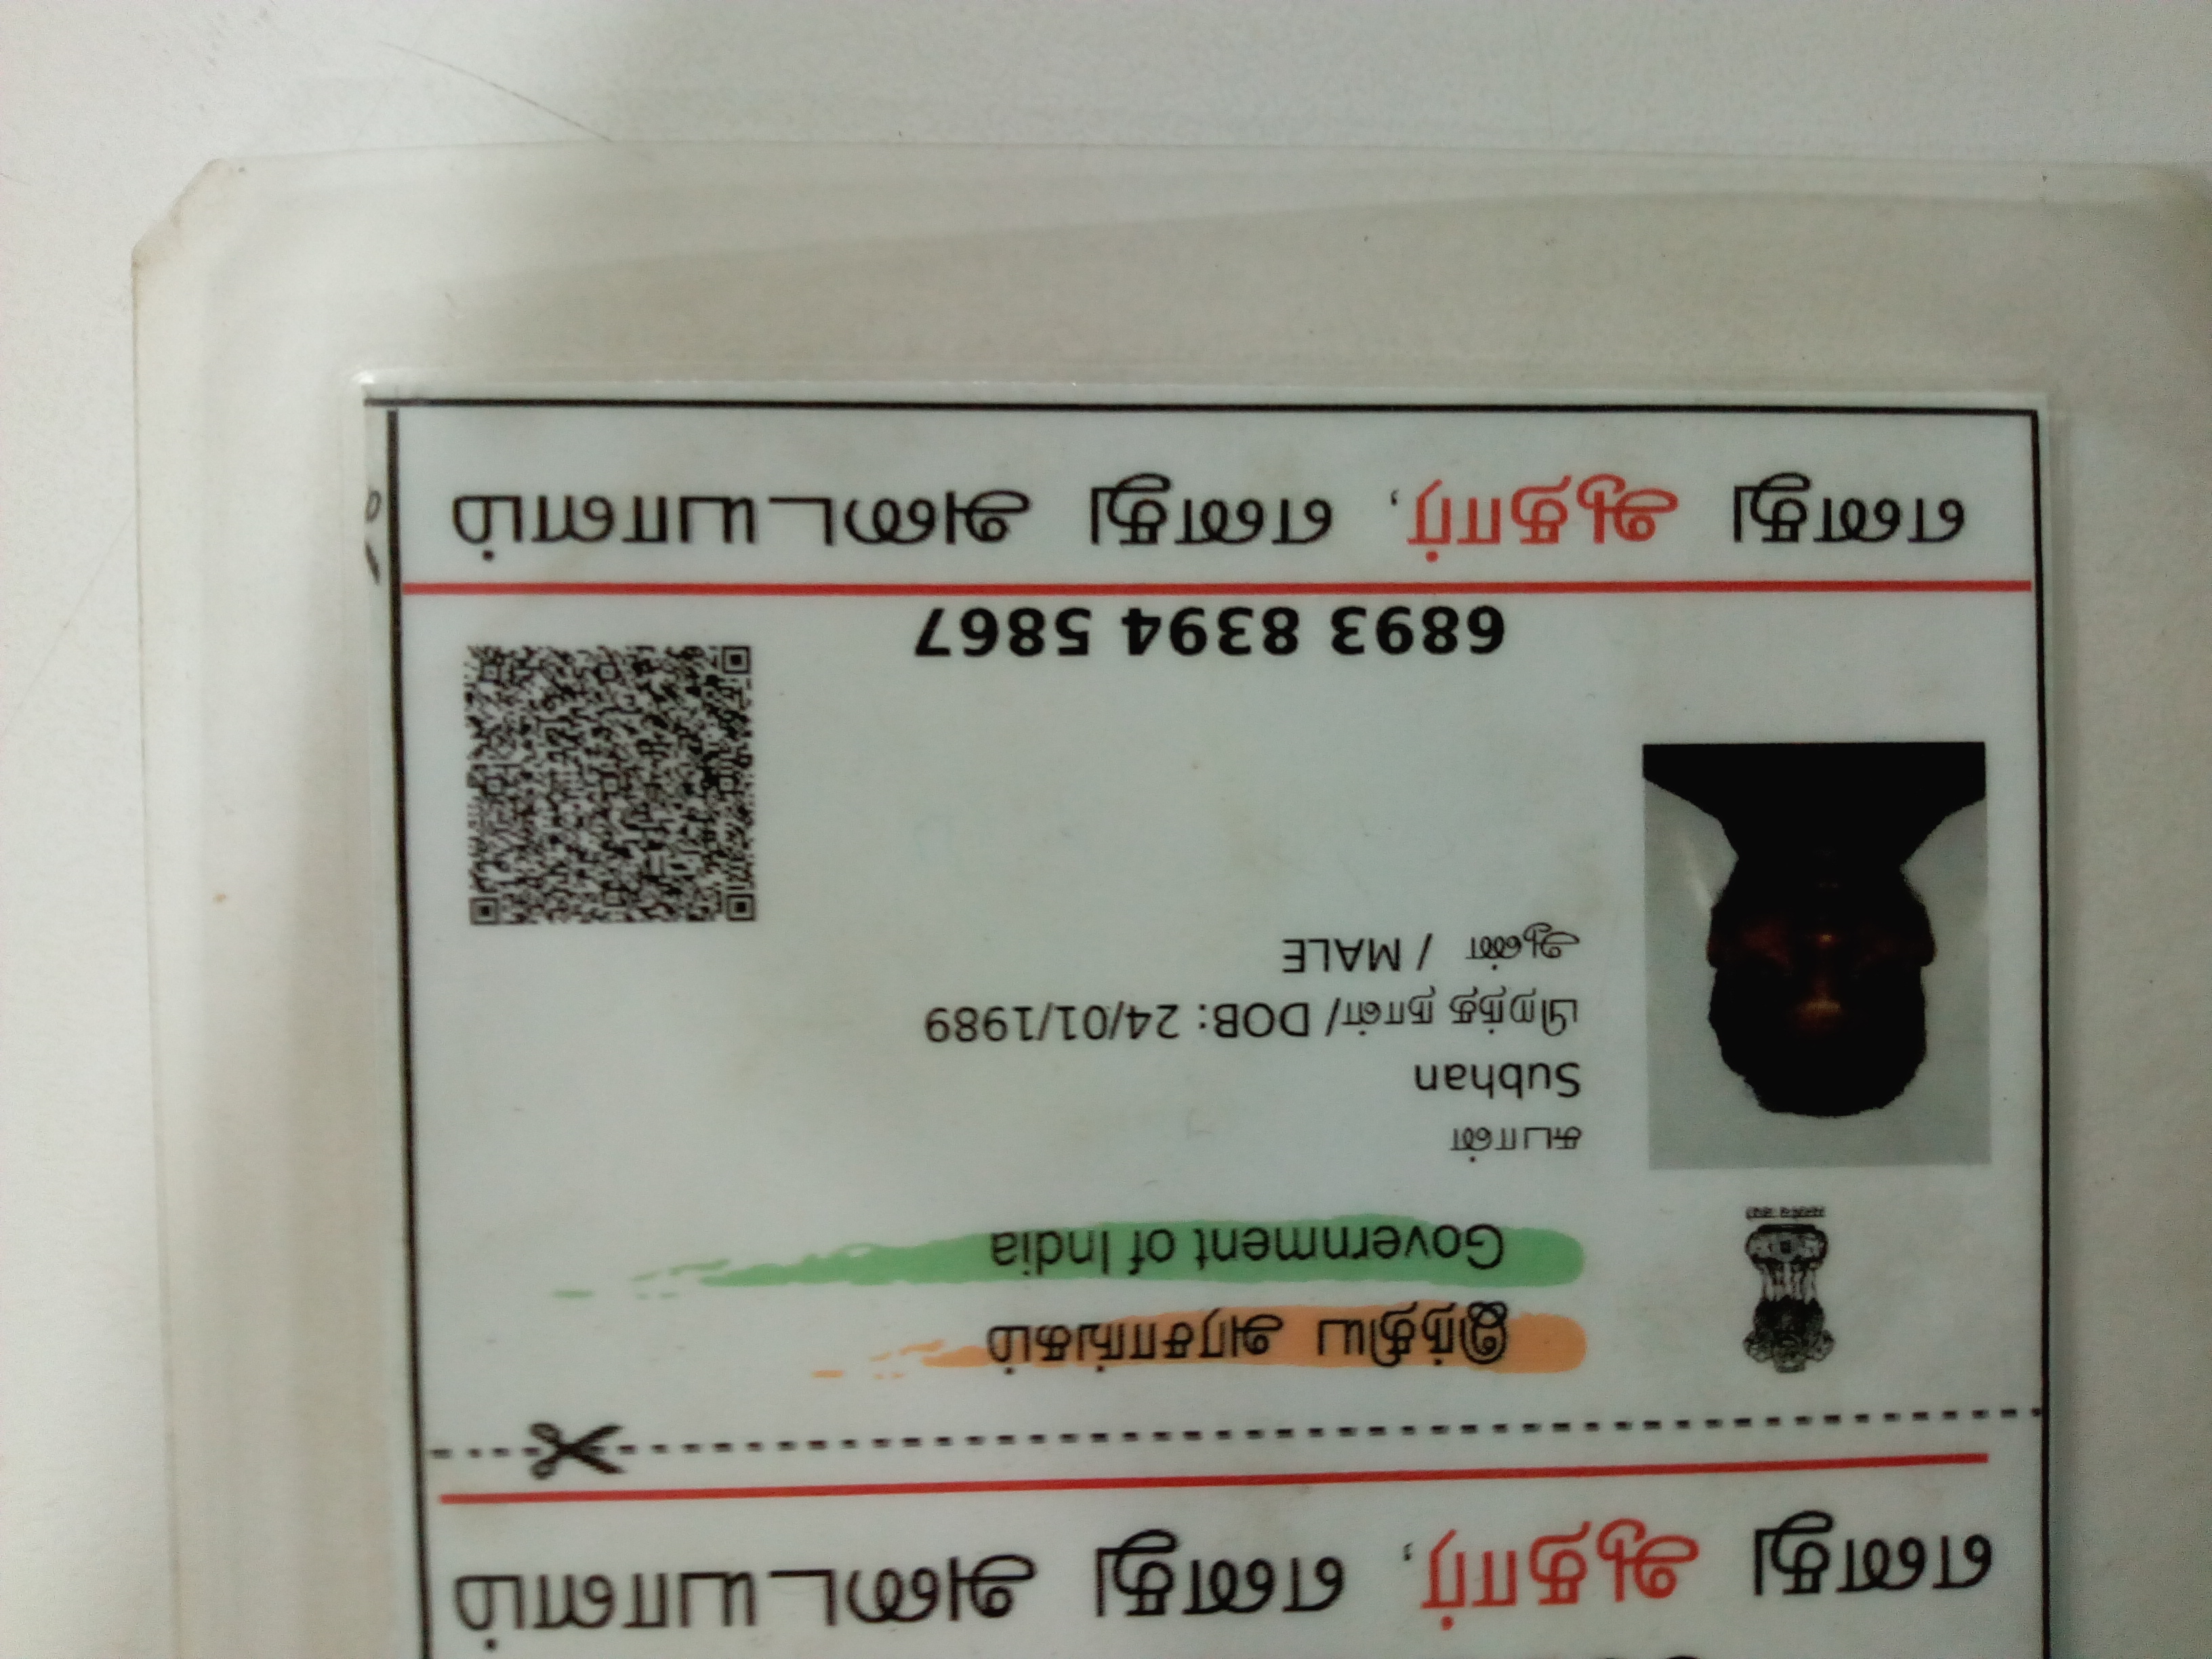 எனது ஆதார், எனது அடையாளம்
இந்திய அரசாங்கம்
Government of India
சுபான்
Subhan
பிறந்த நாள்/ DOB: 24/01/1989
ஆண் / MALE
6893 8394 5867
எனது ஆதார், எனது அடையாளம்